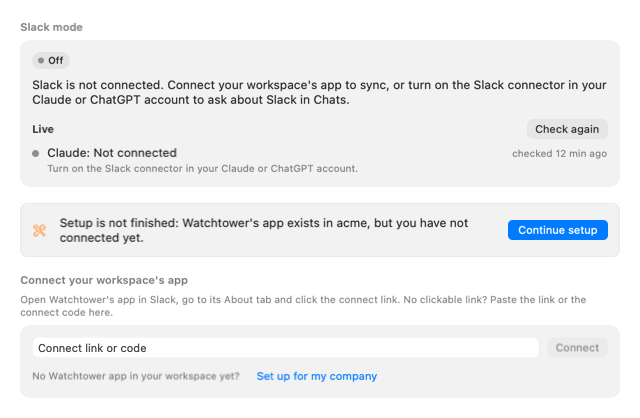 Slack mode
Off
Slack is not connected. Connect your workspace's app to sync, or turn on the Slack connector in your
Claude or ChatGPT account to ask about Slack in Chats.
Live
Check again
Claude: Not connected
checked 12 min ago
Turn on the Slack connector in your Claude or ChatGPT account.
Setup is not finished: Watchtower's app exists in acme, but you have not
connected yet.
Continue setup
Connect your workspace's app
Open Watchtower's app in Slack, go to its About tab and click the connect link. No clickable link? Paste the link or the
connect code here.
Connect link or code
Connect
No Watchtower app in your workspace yet?
Set up for my company